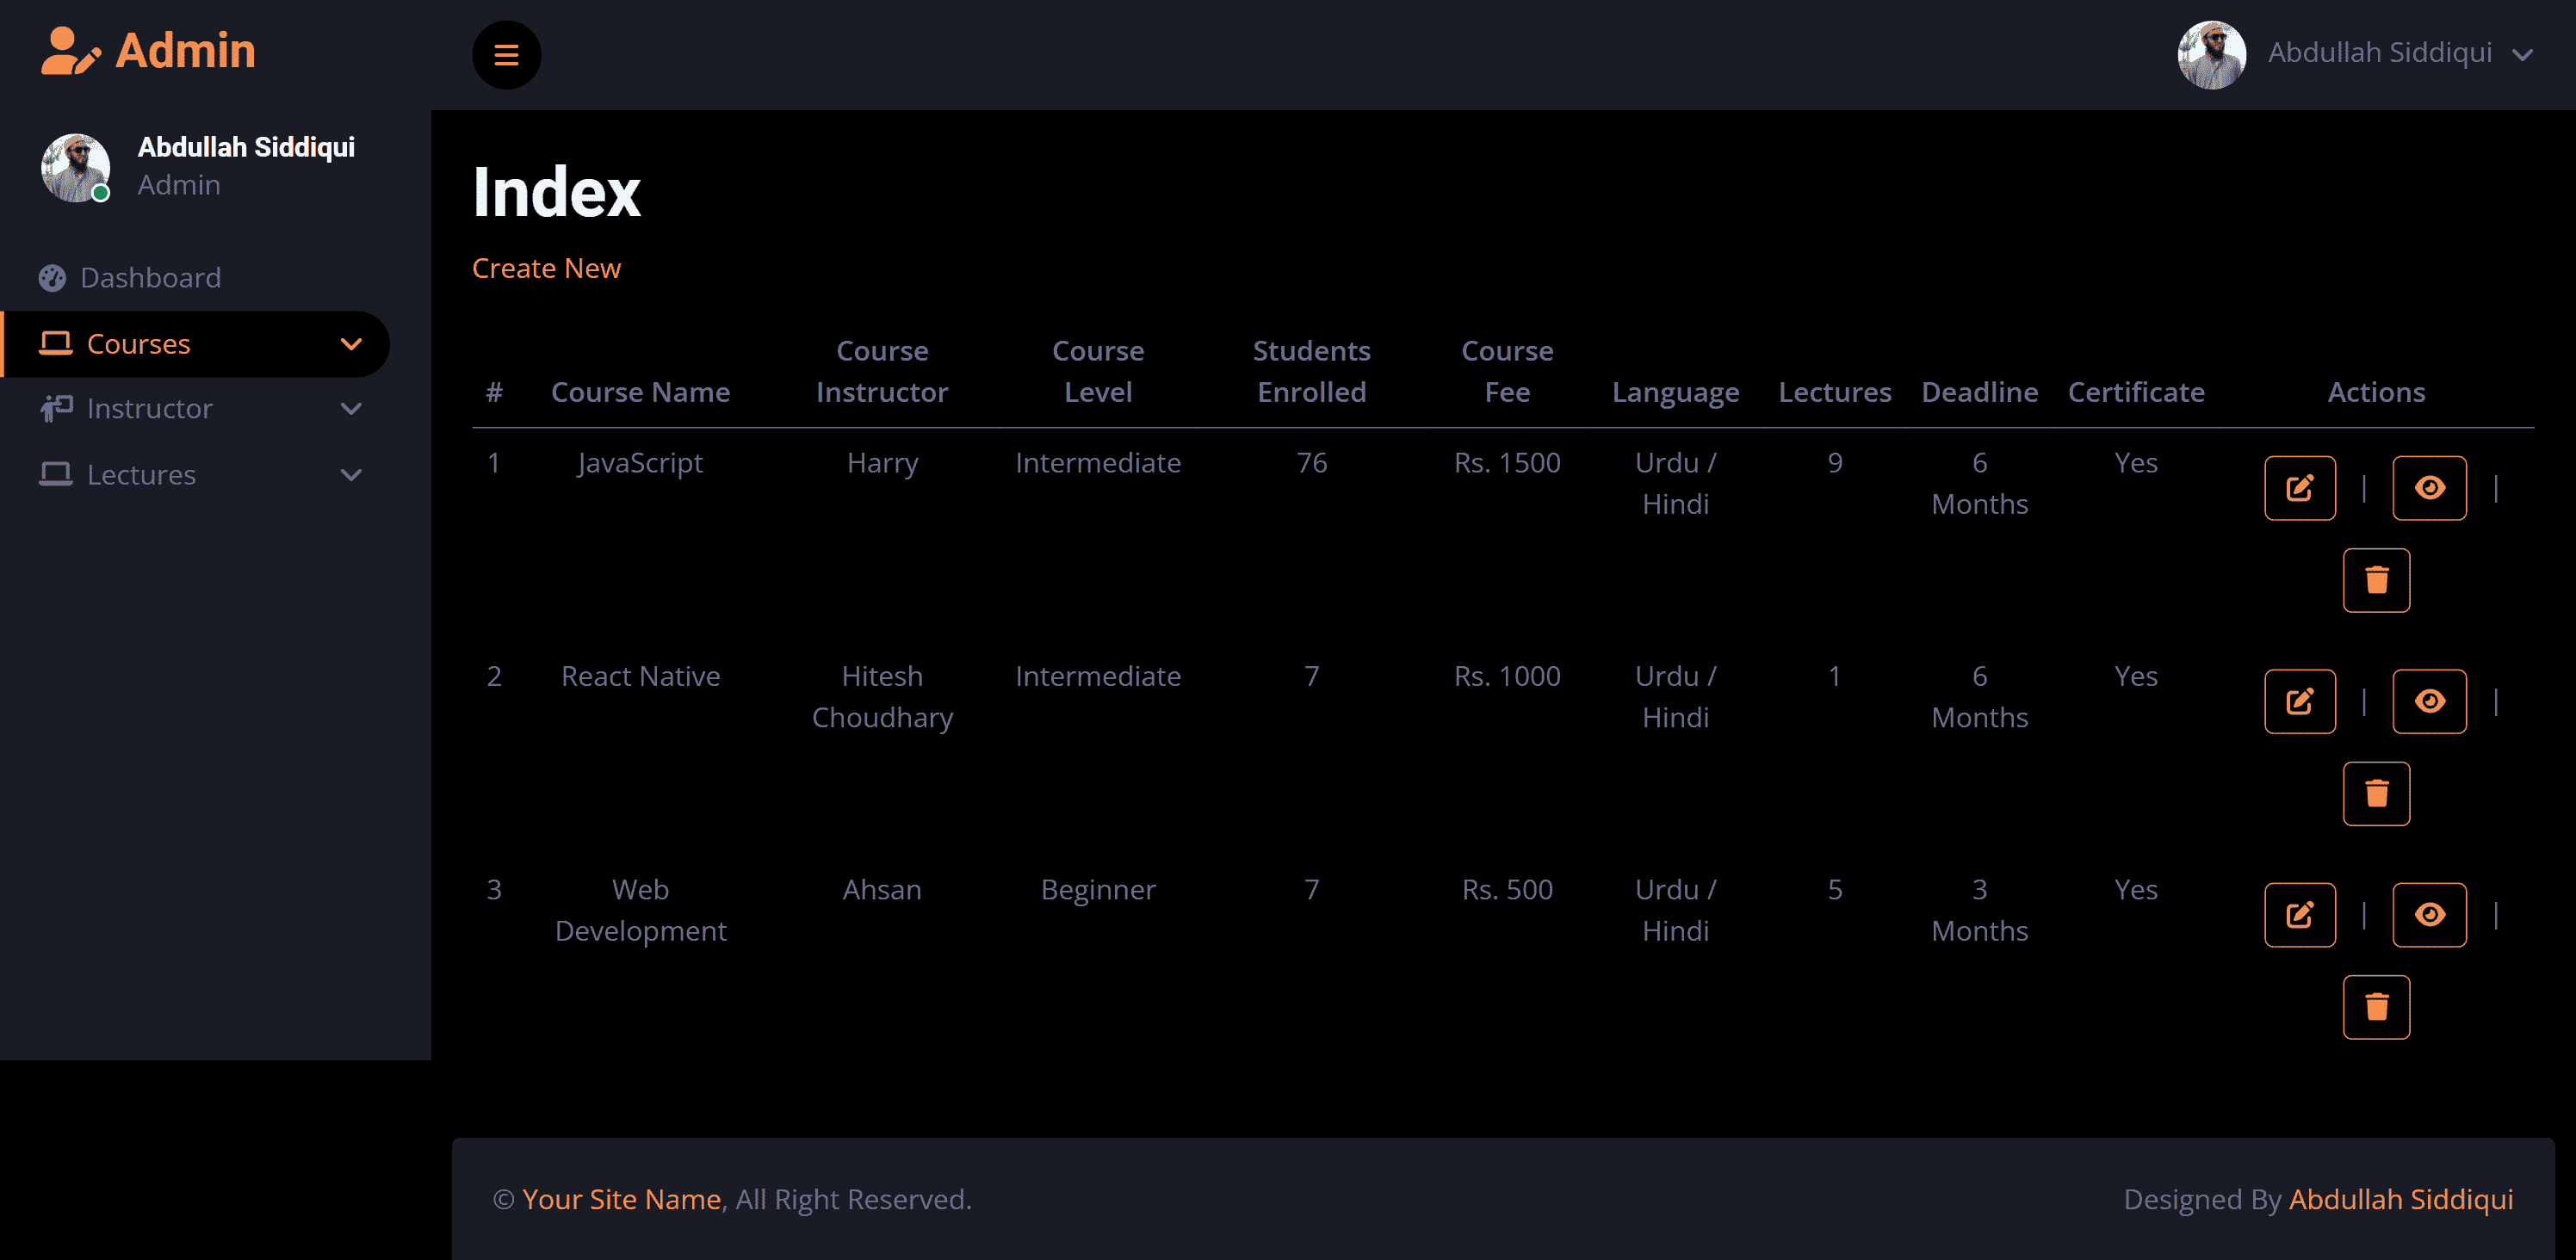 Admin
Abdullah Siddiqui
Abdullah Siddiqui
Admin
Dashboard
Courses
Instructor
Lectures
Index
Create New
# Course Name Course Instructor Course Level Students Enrolled Course Fee Language Lectures Deadline Certificate Actions
1 JavaScript Harry Intermediate 76 Rs. 1500 Urdu / Hindi 9 6 Months Yes | |
2 React Native Hitesh Choudhary Intermediate 7 Rs. 1000 Urdu / Hindi 1 6 Months Yes | |
3 Web Development Ahsan Beginner 7 Rs. 500 Urdu / Hindi 5 3 Months Yes | |
© Your Site Name, All Right Reserved.
Designed By Abdullah Siddiqui